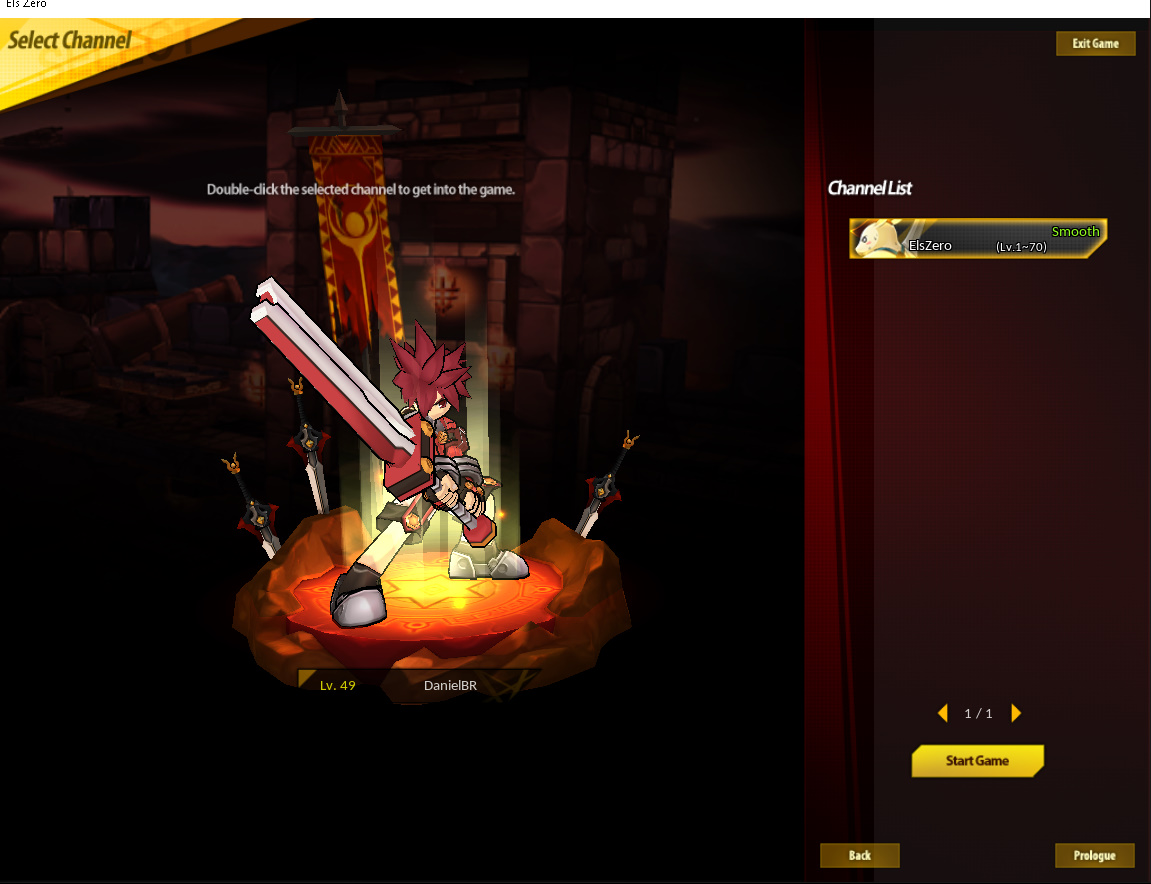 Els Zero
Select Channel
Exit Game
Double-click the selected channel to get into the game.
Channel List
Smooth
ElsZero
(Lv.1~70)
Lv. 49
DanielBR
1 / 1
Start Game
Back
Prologue